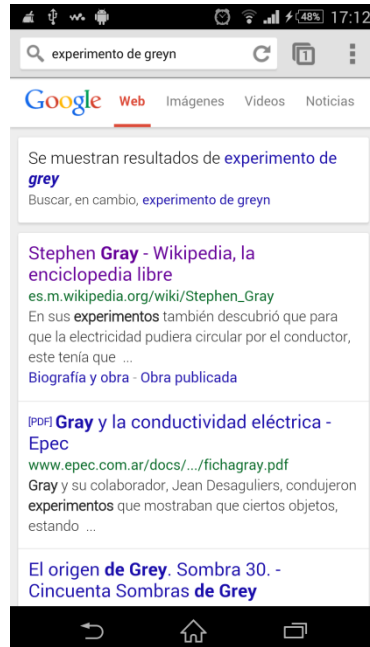 48% 17:12
experimento de greyn
1
Google Web Imágenes Videos Noticias
Se muestran resultados de experimento de
grey
Buscar, en cambio, experimento de greyn
Stephen Gray - Wikipedia, la
enciclopedia libre
es.m.wikipedia.org/wiki/Stephen_Gray
En sus experimentos también descubrió que para
que la electricidad pudiera circular por el conductor,
este tenía que ...
Biografía y obra - Obra publicada
[PDF] Gray y la conductividad eléctrica -
Epec
www.epec.com.ar/docs/.../fichagray.pdf
Gray y su colaborador, Jean Desaguliers, condujeron
experimentos que mostraban que ciertos objetos,
estando ...
El origen de Grey. Sombra 30. -
Cincuenta Sombras de Grey